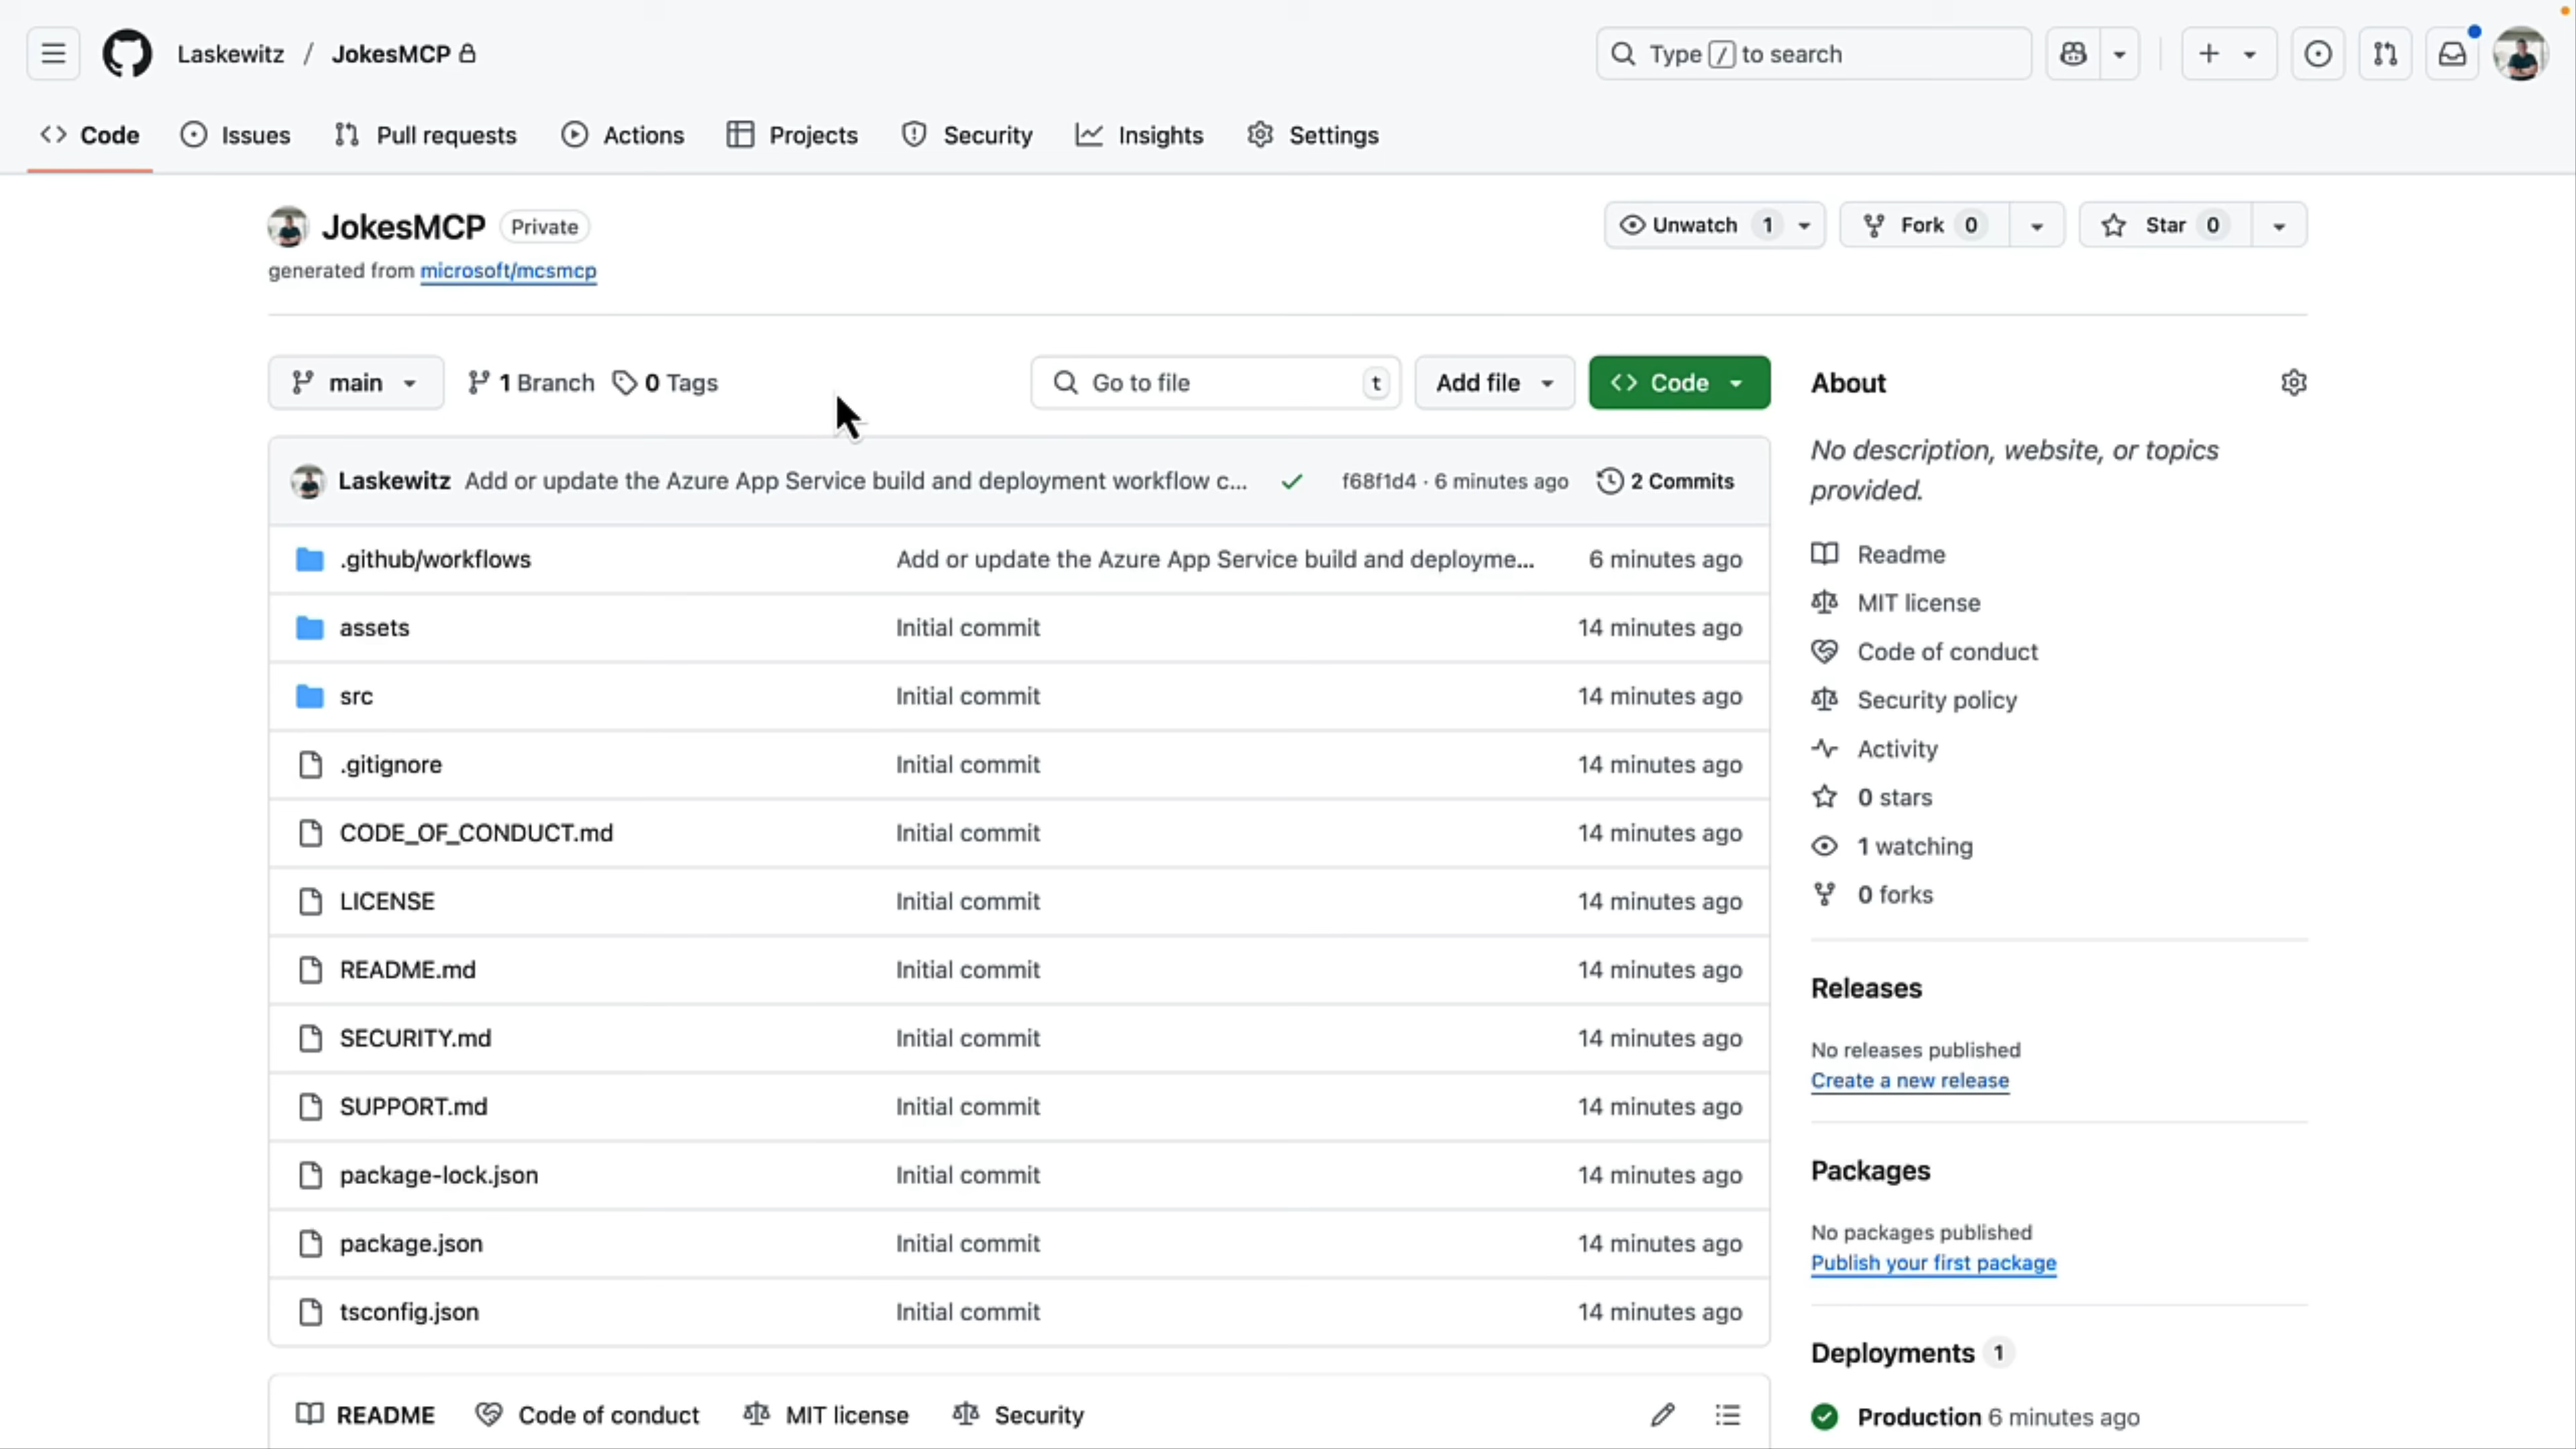 Laskewitz / JokesMCP
Type / to search
Code Issues Pull requests Actions Projects Security Insights Settings
JokesMCP Private
Unwatch 1 Fork 0 Star 0
generated from microsoft/mcsmcp
main 1 Branch 0 Tags Go to file t Add file Code
Laskewitz Add or update the Azure App Service build and deployment workflow c... f68f1d4 · 6 minutes ago 2 Commits
.github/workflows Add or update the Azure App Service build and deployme... 6 minutes ago
assets Initial commit 14 minutes ago
src Initial commit 14 minutes ago
.gitignore Initial commit 14 minutes ago
CODE_OF_CONDUCT.md Initial commit 14 minutes ago
LICENSE Initial commit 14 minutes ago
README.md Initial commit 14 minutes ago
SECURITY.md Initial commit 14 minutes ago
SUPPORT.md Initial commit 14 minutes ago
package-lock.json Initial commit 14 minutes ago
package.json Initial commit 14 minutes ago
tsconfig.json Initial commit 14 minutes ago
README Code of conduct MIT license Security
About
No description, website, or topics
provided.
Readme
MIT license
Code of conduct
Security policy
Activity
0 stars
1 watching
0 forks
Releases
No releases published
Create a new release
Packages
No packages published
Publish your first package
Deployments 1
Production 6 minutes ago